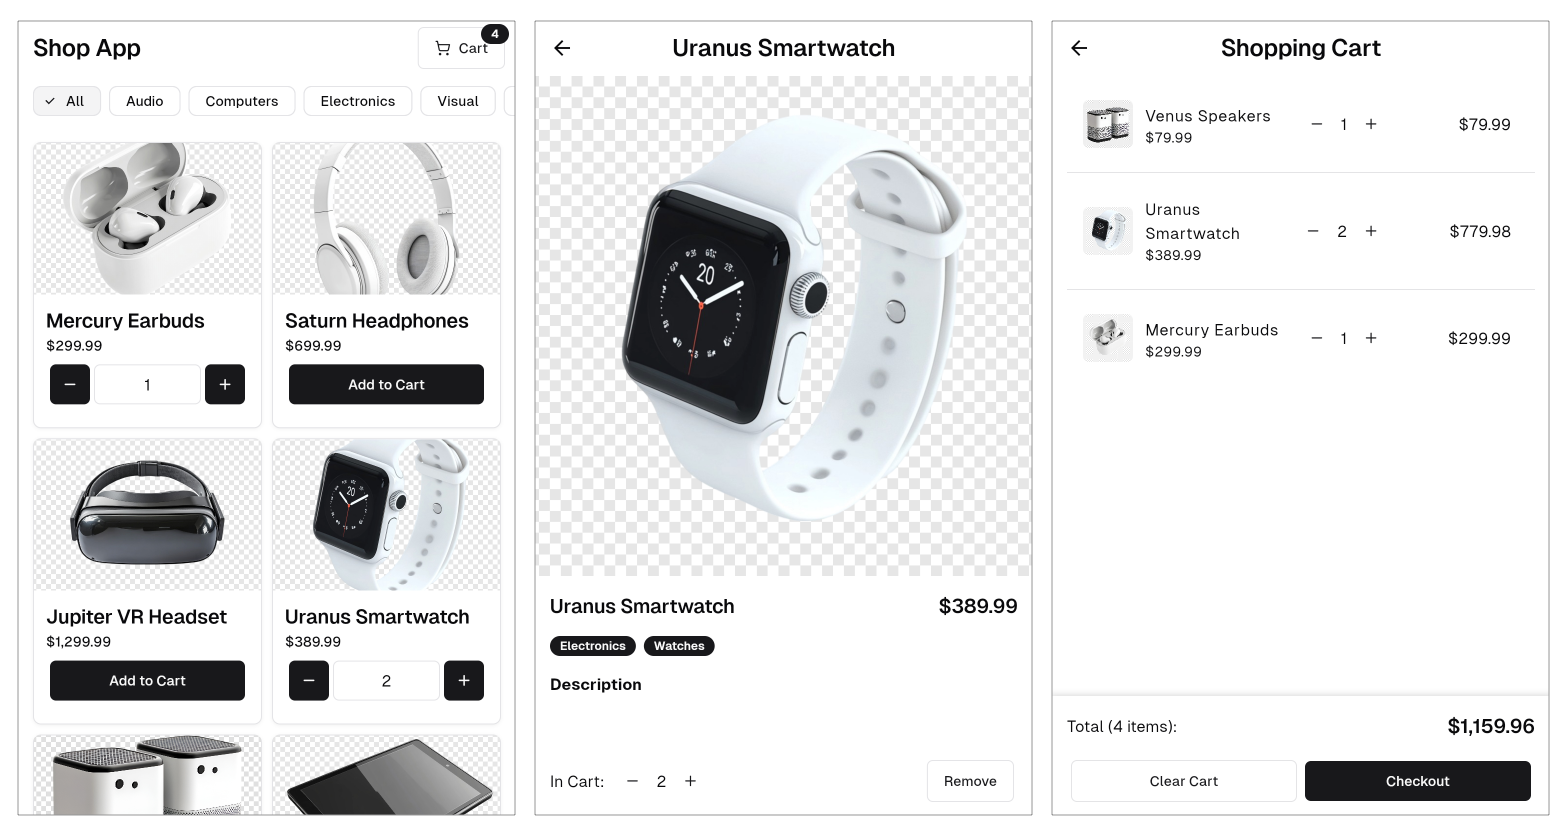 Shop App
Cart
4
All
Audio
Computers
Electronics
Visual
Mercury Earbuds
$299.99
1
Saturn Headphones
$699.99
Add to Cart
Jupiter VR Headset
$1,299.99
Add to Cart
20
Uranus Smartwatch
$389.99
2
Uranus Smartwatch
20
Uranus Smartwatch
$389.99
Electronics
Watches
Description
In Cart:
2
Remove
Shopping Cart
Venus Speakers
$79.99
1
$79.99
Uranus
Smartwatch
$389.99
2
$779.98
Mercury Earbuds
$299.99
1
$299.99
Total (4 items):
$1,159.96
Clear Cart
Checkout